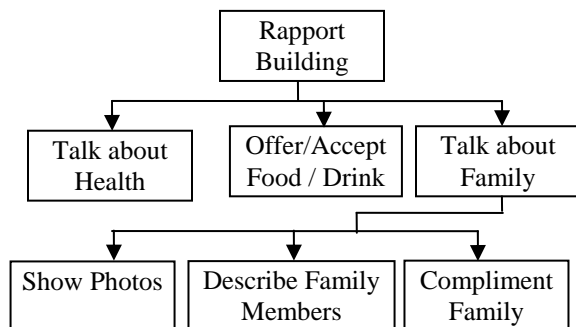 Rapport
Building
Talk about
Health
Offer/Accept
Food / Drink
Talk about
Family
Show Photos
Describe Family
Members
Compliment
Family